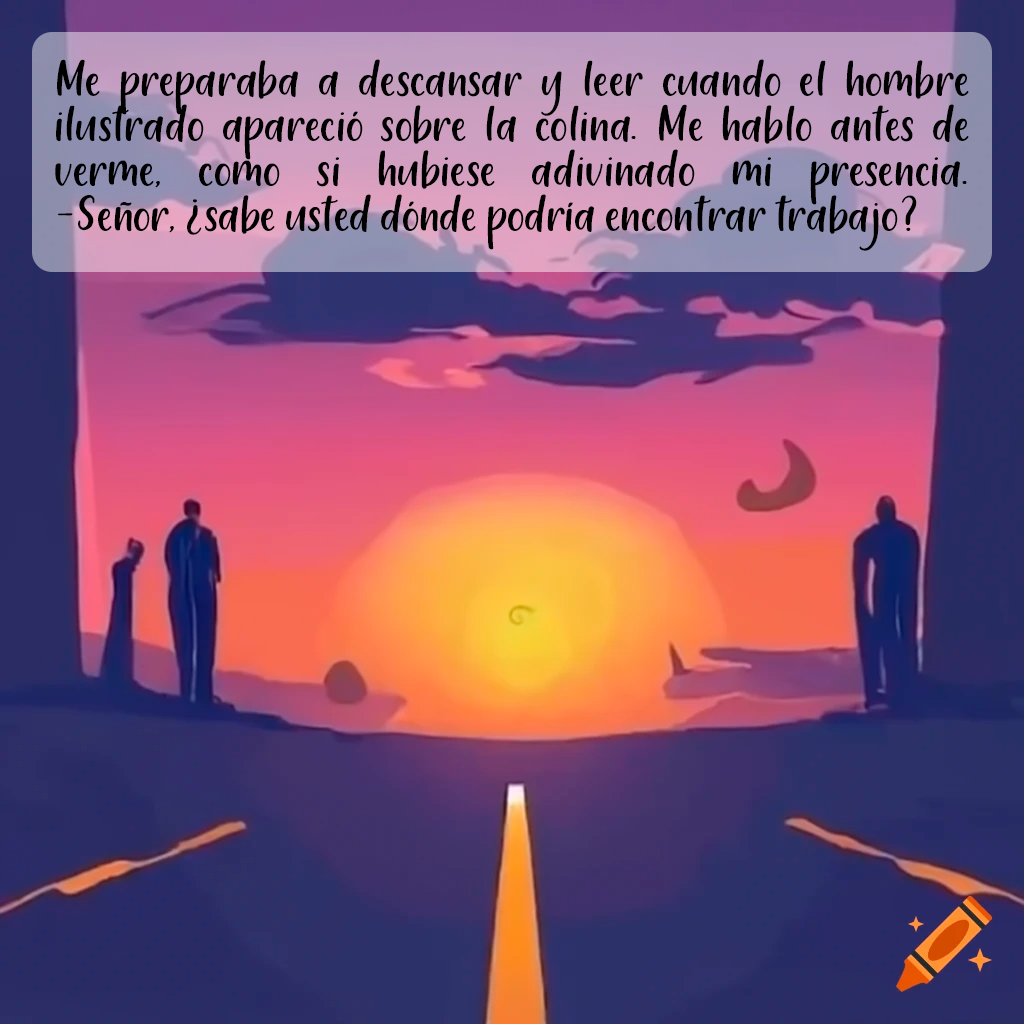 Me preparaba a descansar y leer cuando el hombre
ilustrado apareció sobre la colina. Me hablo antes de
verme, como si hubiese adivinado mi presencia.
-Señor, ¿sabe usted dónde podría encontrar trabajo?